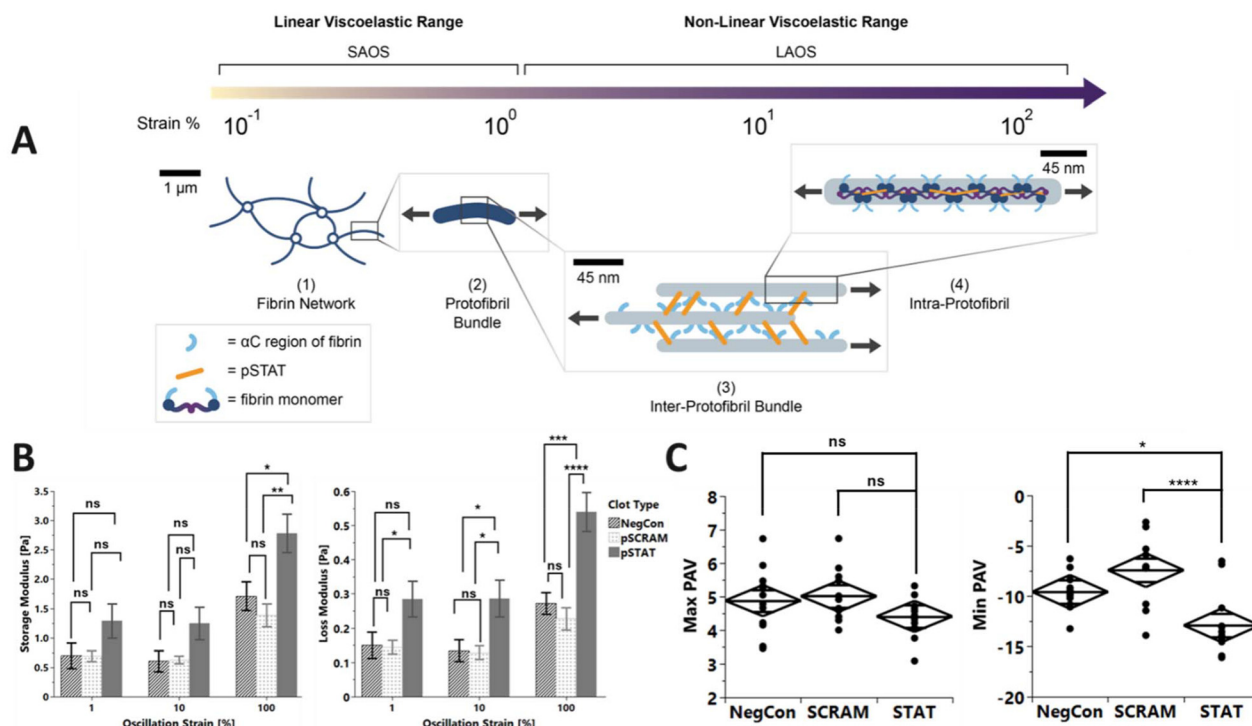 Linear Viscoelastic Range
Non-Linear Viscoelastic Range
SAOS
LAOS
A
Strain %
10^-1
10^0
10^1
10^2
1 µm
45 nm
45 nm
(1)
Fibrin Network
(2)
Protofibril
Bundle
(4)
Intra-Protofibril
= αC region of fibrin
= pSTAT
= fibrin monomer
(3)
Inter-Protofibril Bundle
B
Storage Modulus [Pa]
3.5
3.0
2.5
2.0
1.5
1.0
0.5
0.0
ns
ns
ns
ns
ns
ns
*
**
ns
1
10
100
Oscillation Strain [%]
Loss Modulus [Pa]
0.6
0.5
0.4
0.3
0.2
0.1
0.0
ns
*
ns
*
*
ns
***
****
ns
1
10
100
Oscillation Strain [%]
Clot Type
NegCon
pSCRAM
pSTAT
C
Max PAV
8
7
6
5
4
3
2
ns
ns
NegCon
SCRAM
STAT
Min PAV
-0
-5
-10
-15
-20
*
****
NegCon
SCRAM
STAT